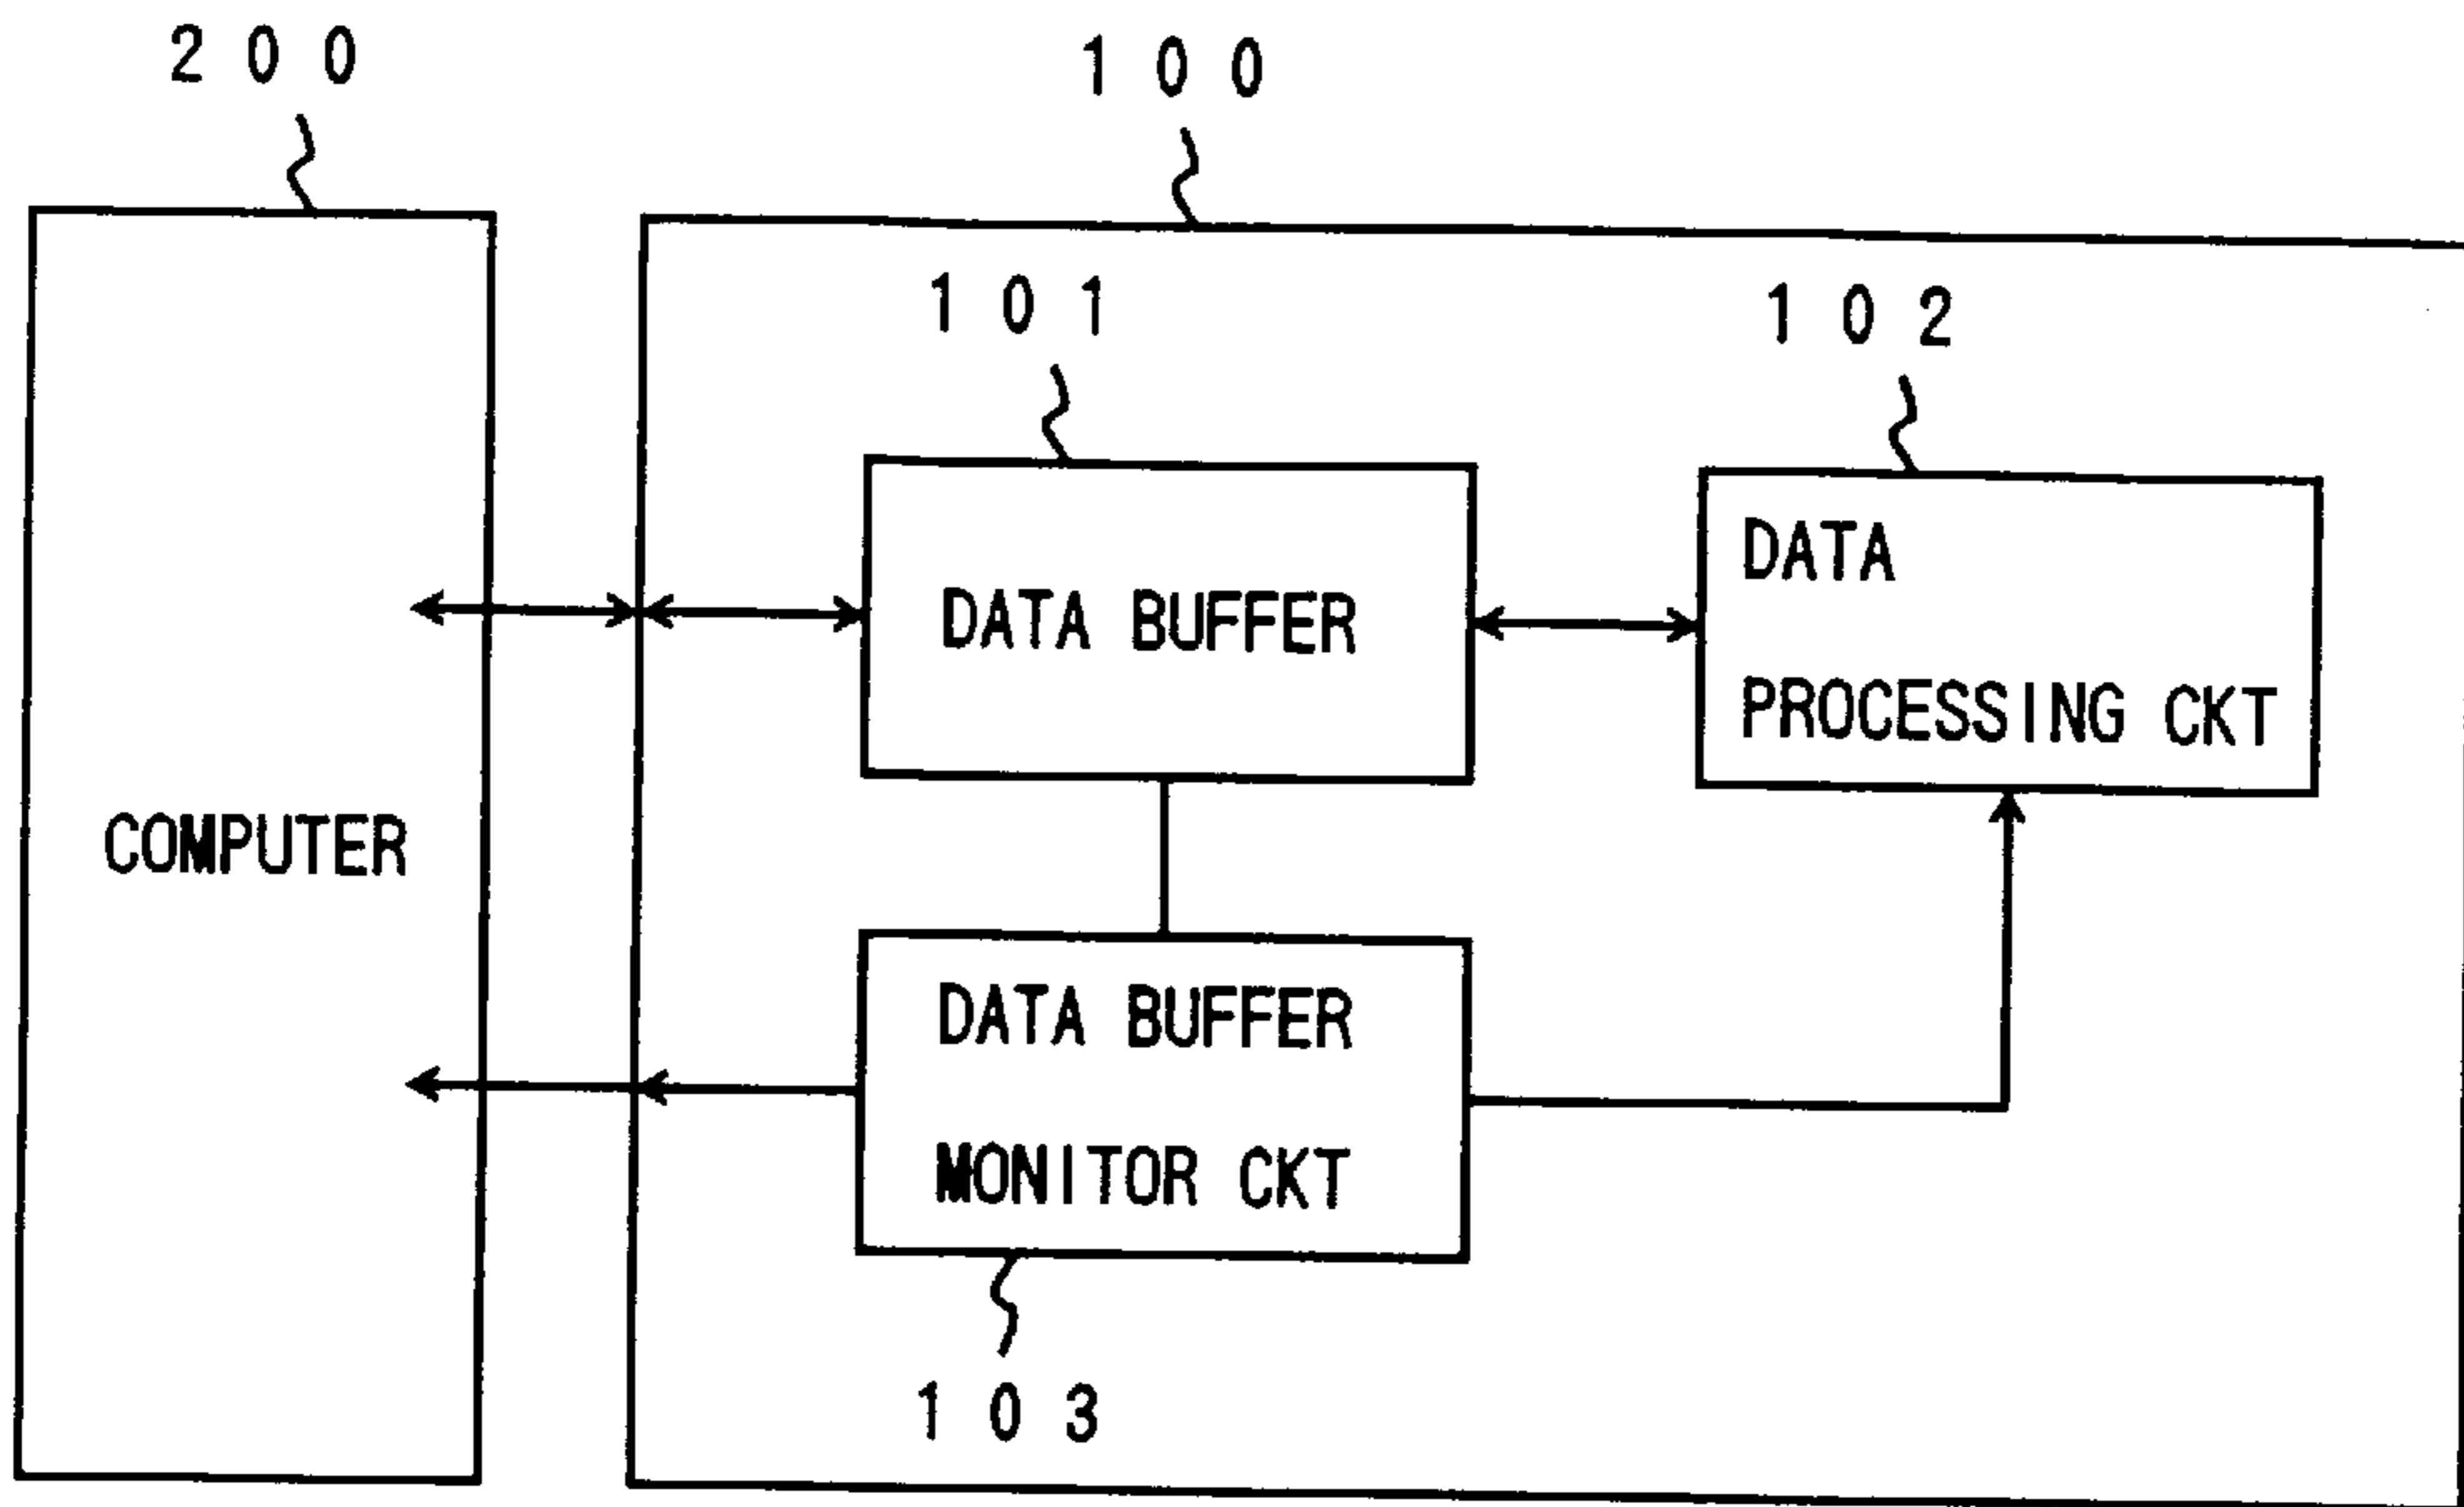 200
100
101
102
DATA BUFFER
DATA
PROCESSING CKT
COMPUTER
DATA BUFFER
MONITOR CKT
103